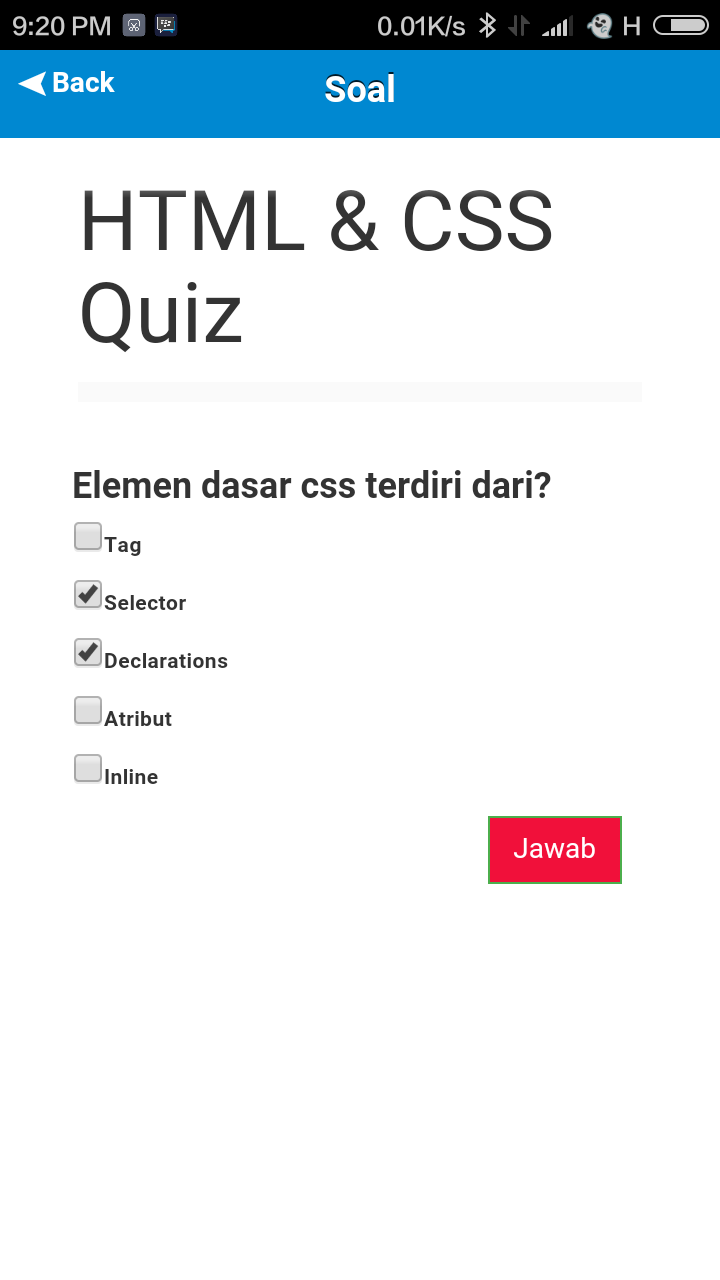 9:20 PM 0.01K/s H
Back
Soal
HTML & CSS
Quiz
Elemen dasar css terdiri dari?
Tag
Selector
Declarations
Atribut
Inline
Jawab